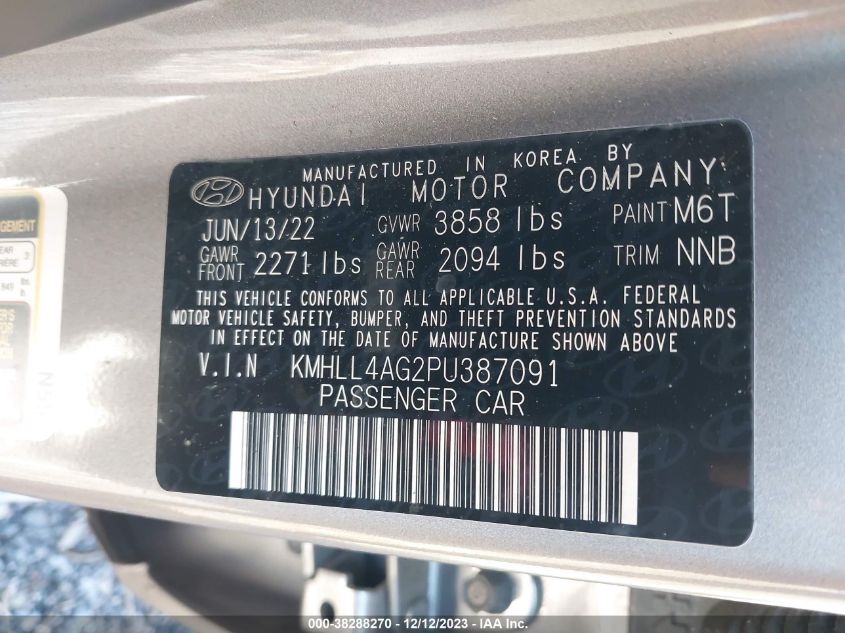 MANUFACTURED IN KOREA BY
HYUNDAI MOTOR COMPANY
JUN/13/22 GVWR 3858 lbs PAINT M6T
GAWR FRONT 2271 lbs GAWR REAR 2094 lbs TRIM NNB
THIS VEHICLE CONFORMS TO ALL APPLICABLE U.S.A. FEDERAL
MOTOR VEHICLE SAFETY, BUMPER, AND THEFT PREVENTION STANDARDS
IN EFFECT ON THE DATE OF MANUFACTURE SHOWN ABOVE.
V.I.N KMHLL4AG2PU387091
PASSENGER CAR
000-38288270 - 12/12/2023 - IAA Inc.